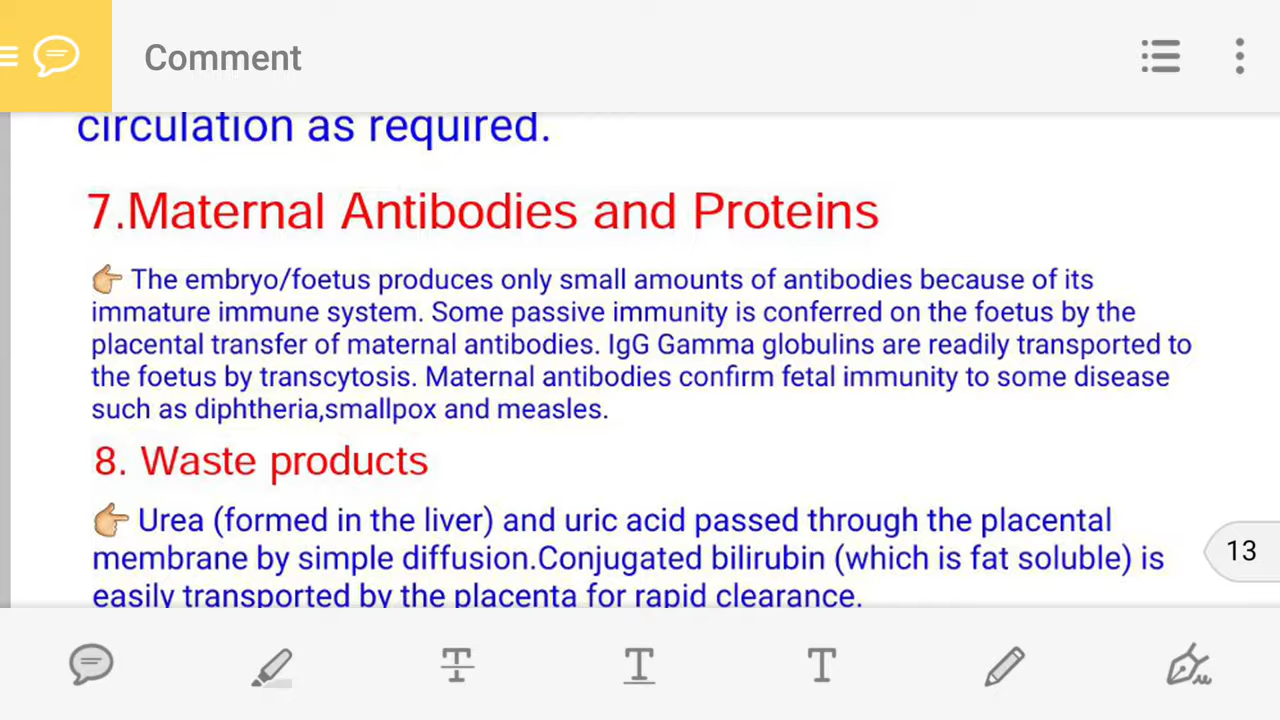 Comment
circulation as required.
7.Maternal Antibodies and Proteins
👉 The embryo/foetus produces only small amounts of antibodies because of its
immature immune system. Some passive immunity is conferred on the foetus by the
placental transfer of maternal antibodies. IgG Gamma globulins are readily transported to
the foetus by transcytosis. Maternal antibodies confirm fetal immunity to some disease
such as diphtheria,smallpox and measles.
8. Waste products
👉 Urea (formed in the liver) and uric acid passed through the placental
membrane by simple diffusion.Conjugated bilirubin (which is fat soluble) is
easily transported by the placenta for rapid clearance.
13